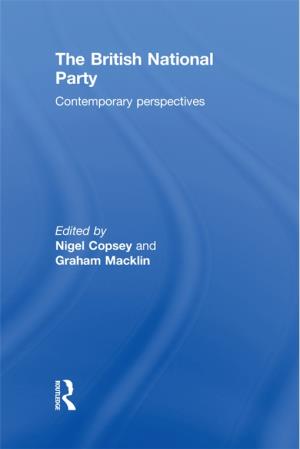 The British National
Party
Contemporary perspectives
Edited by
Nigel Copsey and
Graham Macklin
ROUTLEDGE